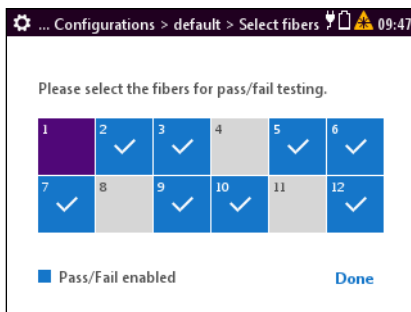 ... Configurations > default > Select fibers 09:47
Please select the fibers for pass/fail testing.
1 2 3 4 5 6
7 8 9 10 11 12
Pass/Fail enabled Done